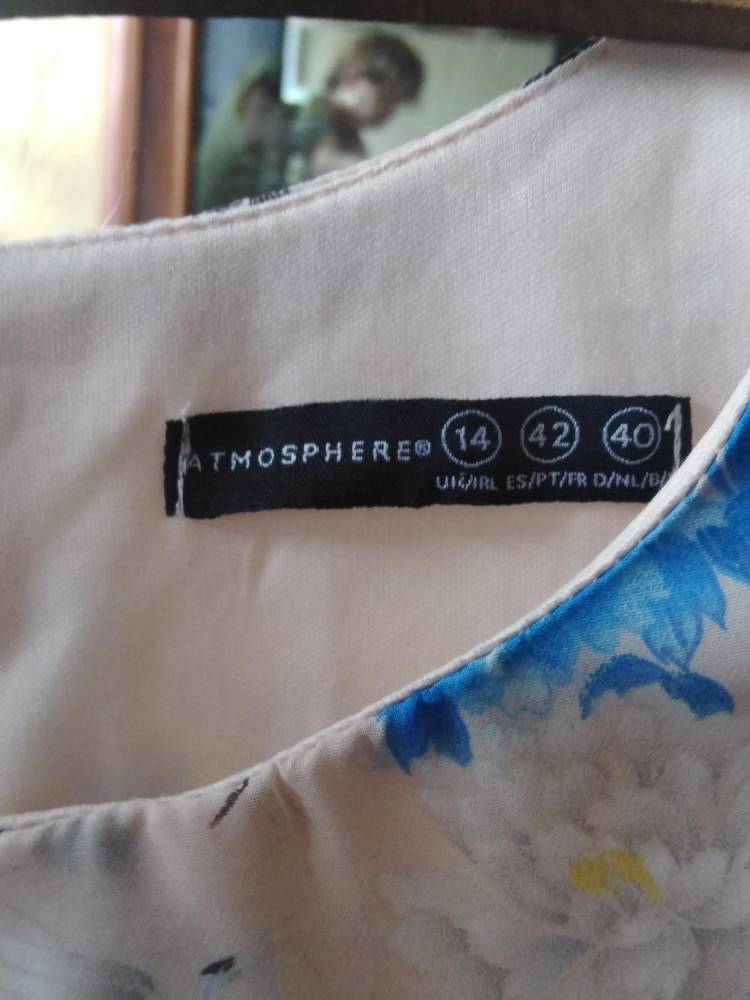 ATMOSPHERE® 14 42 40
UK/IRL ES/PT/FR D/NL/B/